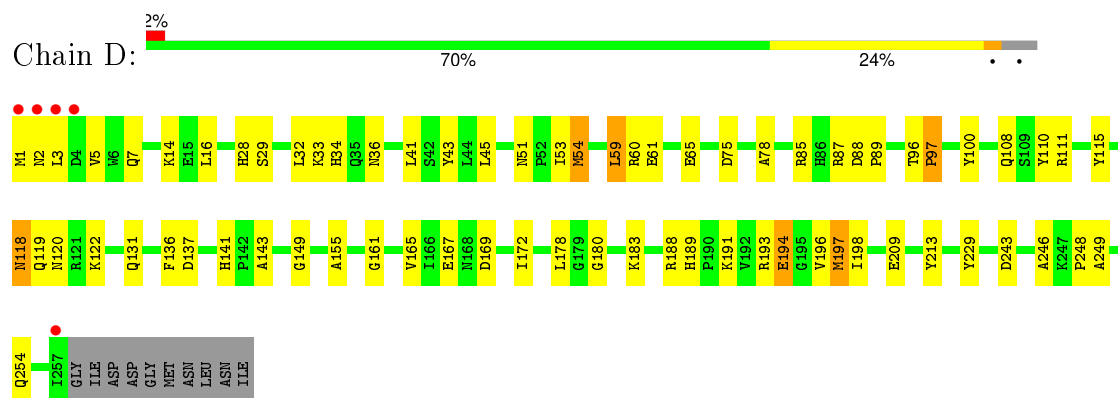 2%
Chain D:
70% 24% • •
M1 N2 L3 D4 V5 W6 Q7 K14 E15 L16 H28 S29 L32 K33 H34 Q35 N36 L41 S42 Y43 L44 L45 N51 P52 I53 M54 L59 R60 E61 E65 D75 A78 R85 H86 R87 D88 P89 T96 P97 Y100 Q108 S109 Y110 R111 Y115
N118 Q119 N120 R121 K122 Q131 F136 D137 H141 P142 A143 G149 A155 G161 V165 I166 E167 N168 D169 I172 L178 G179 G180 K183 R188 H189 P190 K191 V192 R193 E194 G195 V196 M197 I198 E209 Y213 Y229 D243 A246 K247 P248 A249
Q254 I257 GLY ILE ASP ASP GLY MET ASN LEU ASN ILE